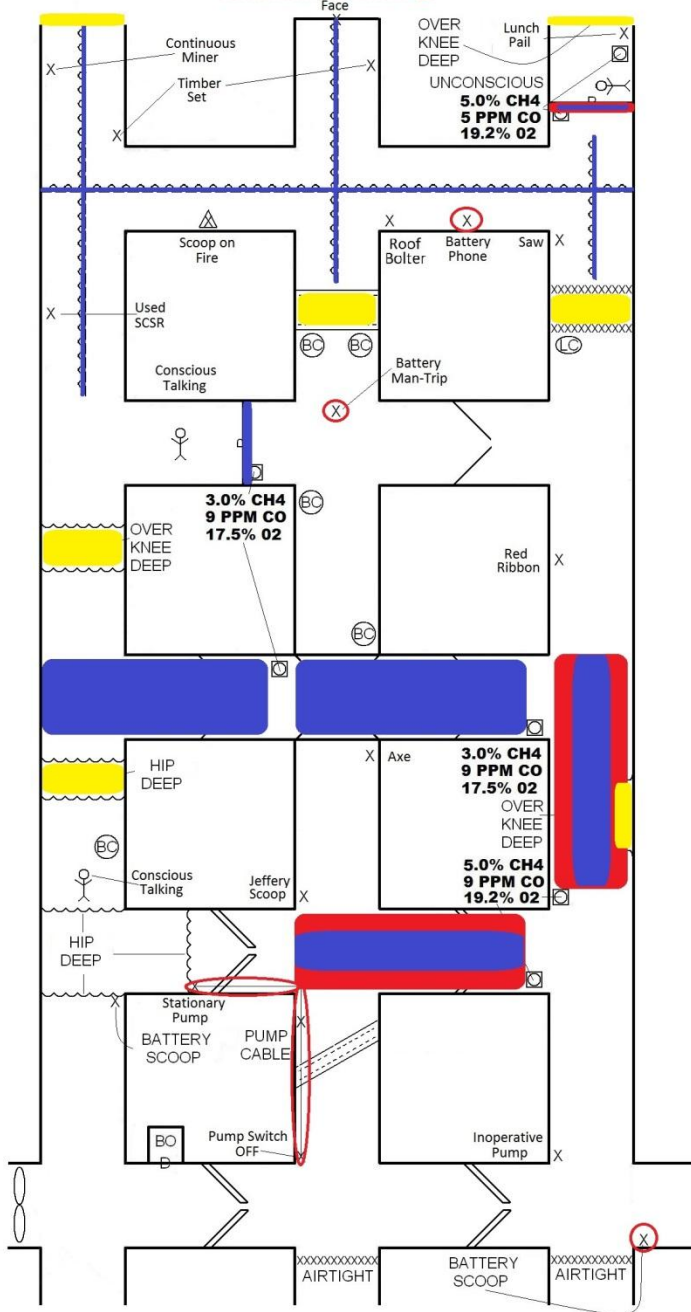 Face
OVER
KNEE
DEEP
Lunch
Pail
X
X
Continuous
Miner
X
X
Timber
Set
X
UNCONSCIOUS
5.0% CH4
5 PPM CO
19.2% 02
X
Scoop on
Fire
X
Roof
Bolter
X
Battery
Phone
Saw
X
X
Used
SCSR
BC
BC
LC
Conscious
Talking
Battery
Man-Trip
X
3.0% CH4
9 PPM CO
17.5% 02
BC
OVER
KNEE
DEEP
Red
Ribbon
X
BC
HIP
DEEP
X
Axe
3.0% CH4
9 PPM CO
17.5% 02
OVER
KNEE
DEEP
BC
Conscious
Talking
Jeffery
Scoop
X
5.0% CH4
9 PPM CO
19.2% 02
HIP
DEEP
X
Stationary
Pump
X
BATTERY
SCOOP
PUMP
CABLE
X
BO
D
Pump Switch
OFF
X
Inoperative
Pump
X
X
XXXXXXXXXXX
AIRTIGHT
BATTERY
SCOOP
XXXXXXXXXX
AIRTIGHT